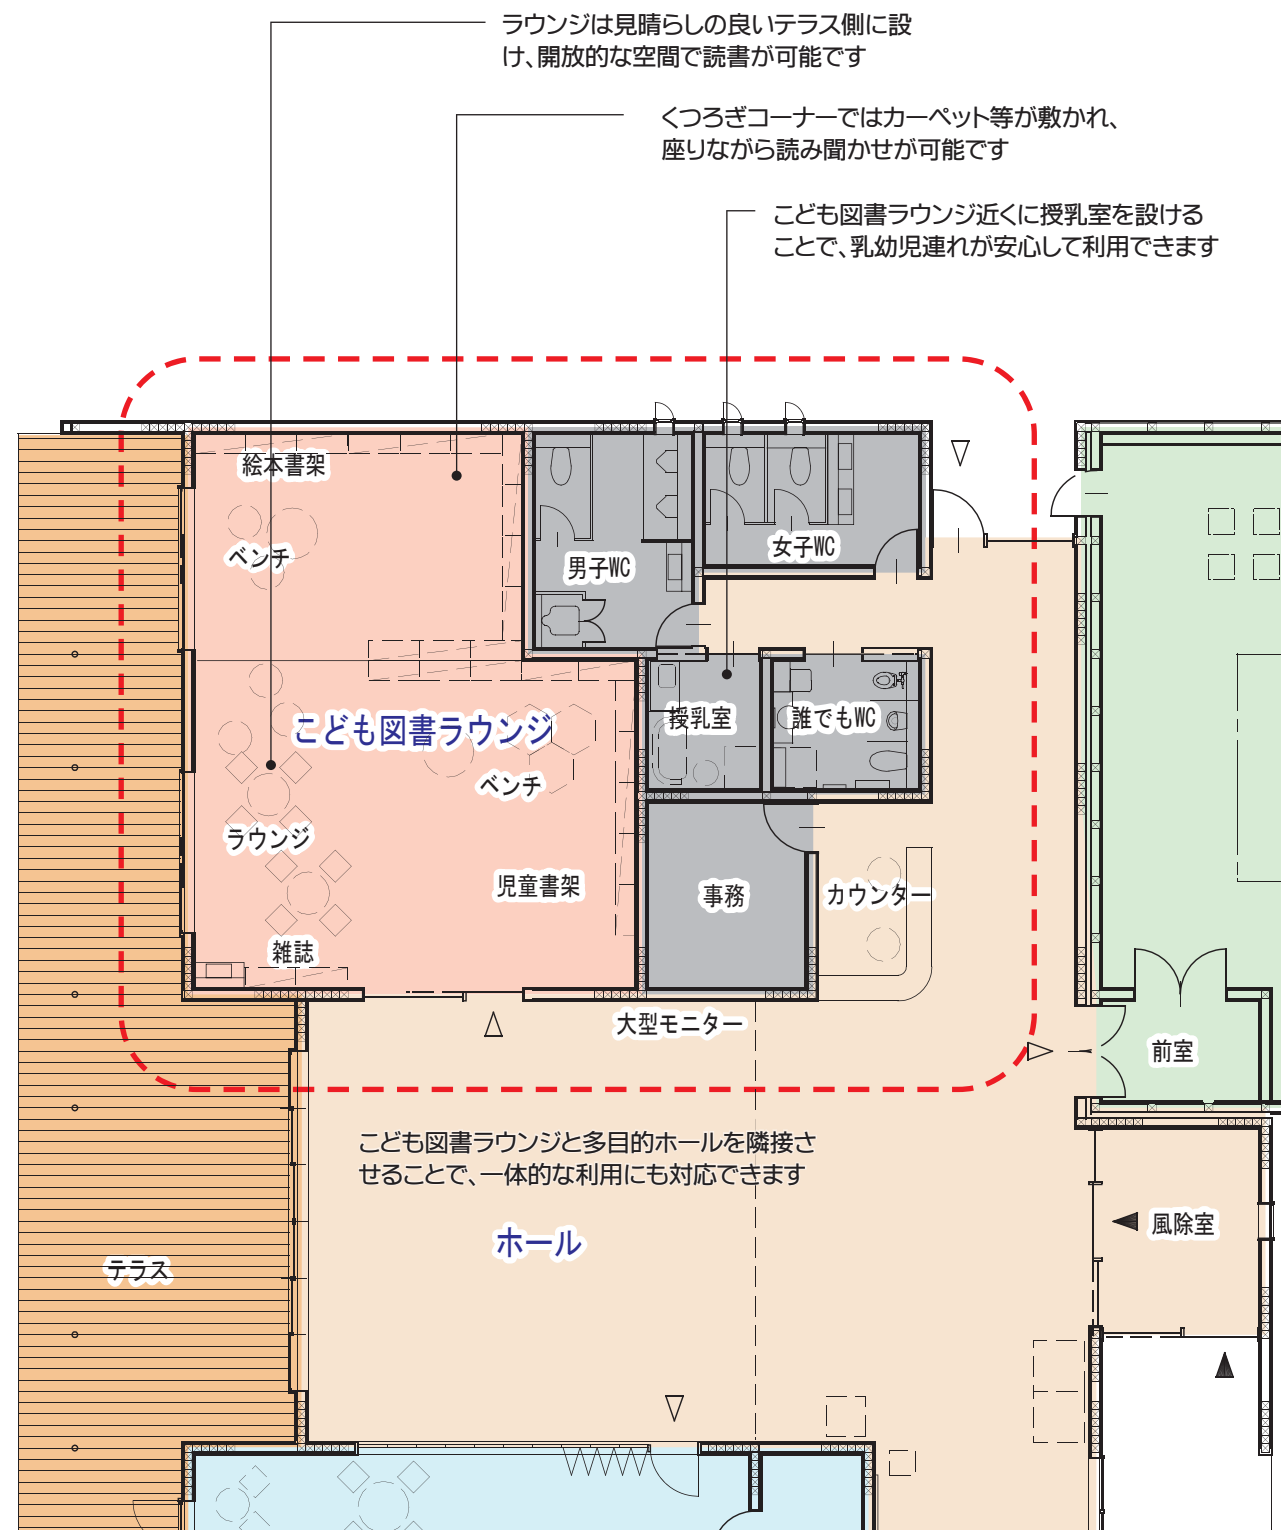 ラウンジは見晴らしの良いテラス側に設
け、開放的な空間で読書が可能です
くつろぎコーナーではカーペット等が敷かれ、
座りながら読み聞かせが可能です
こども図書ラウンジ近くに授乳室を設ける
ことで、乳幼児連れが安心して利用できます
絵本書架
ベンチ
男子WC
女子WC
こども図書ラウンジ
授乳室
誰でもWC
ベンチ
ラウンジ
児童書架
事務
カウンター
雑誌
大型モニター
前室
こども図書ラウンジと多目的ホールを隣接さ
せることで、一体的な利用にも対応できます
風除室
ホール
テラス